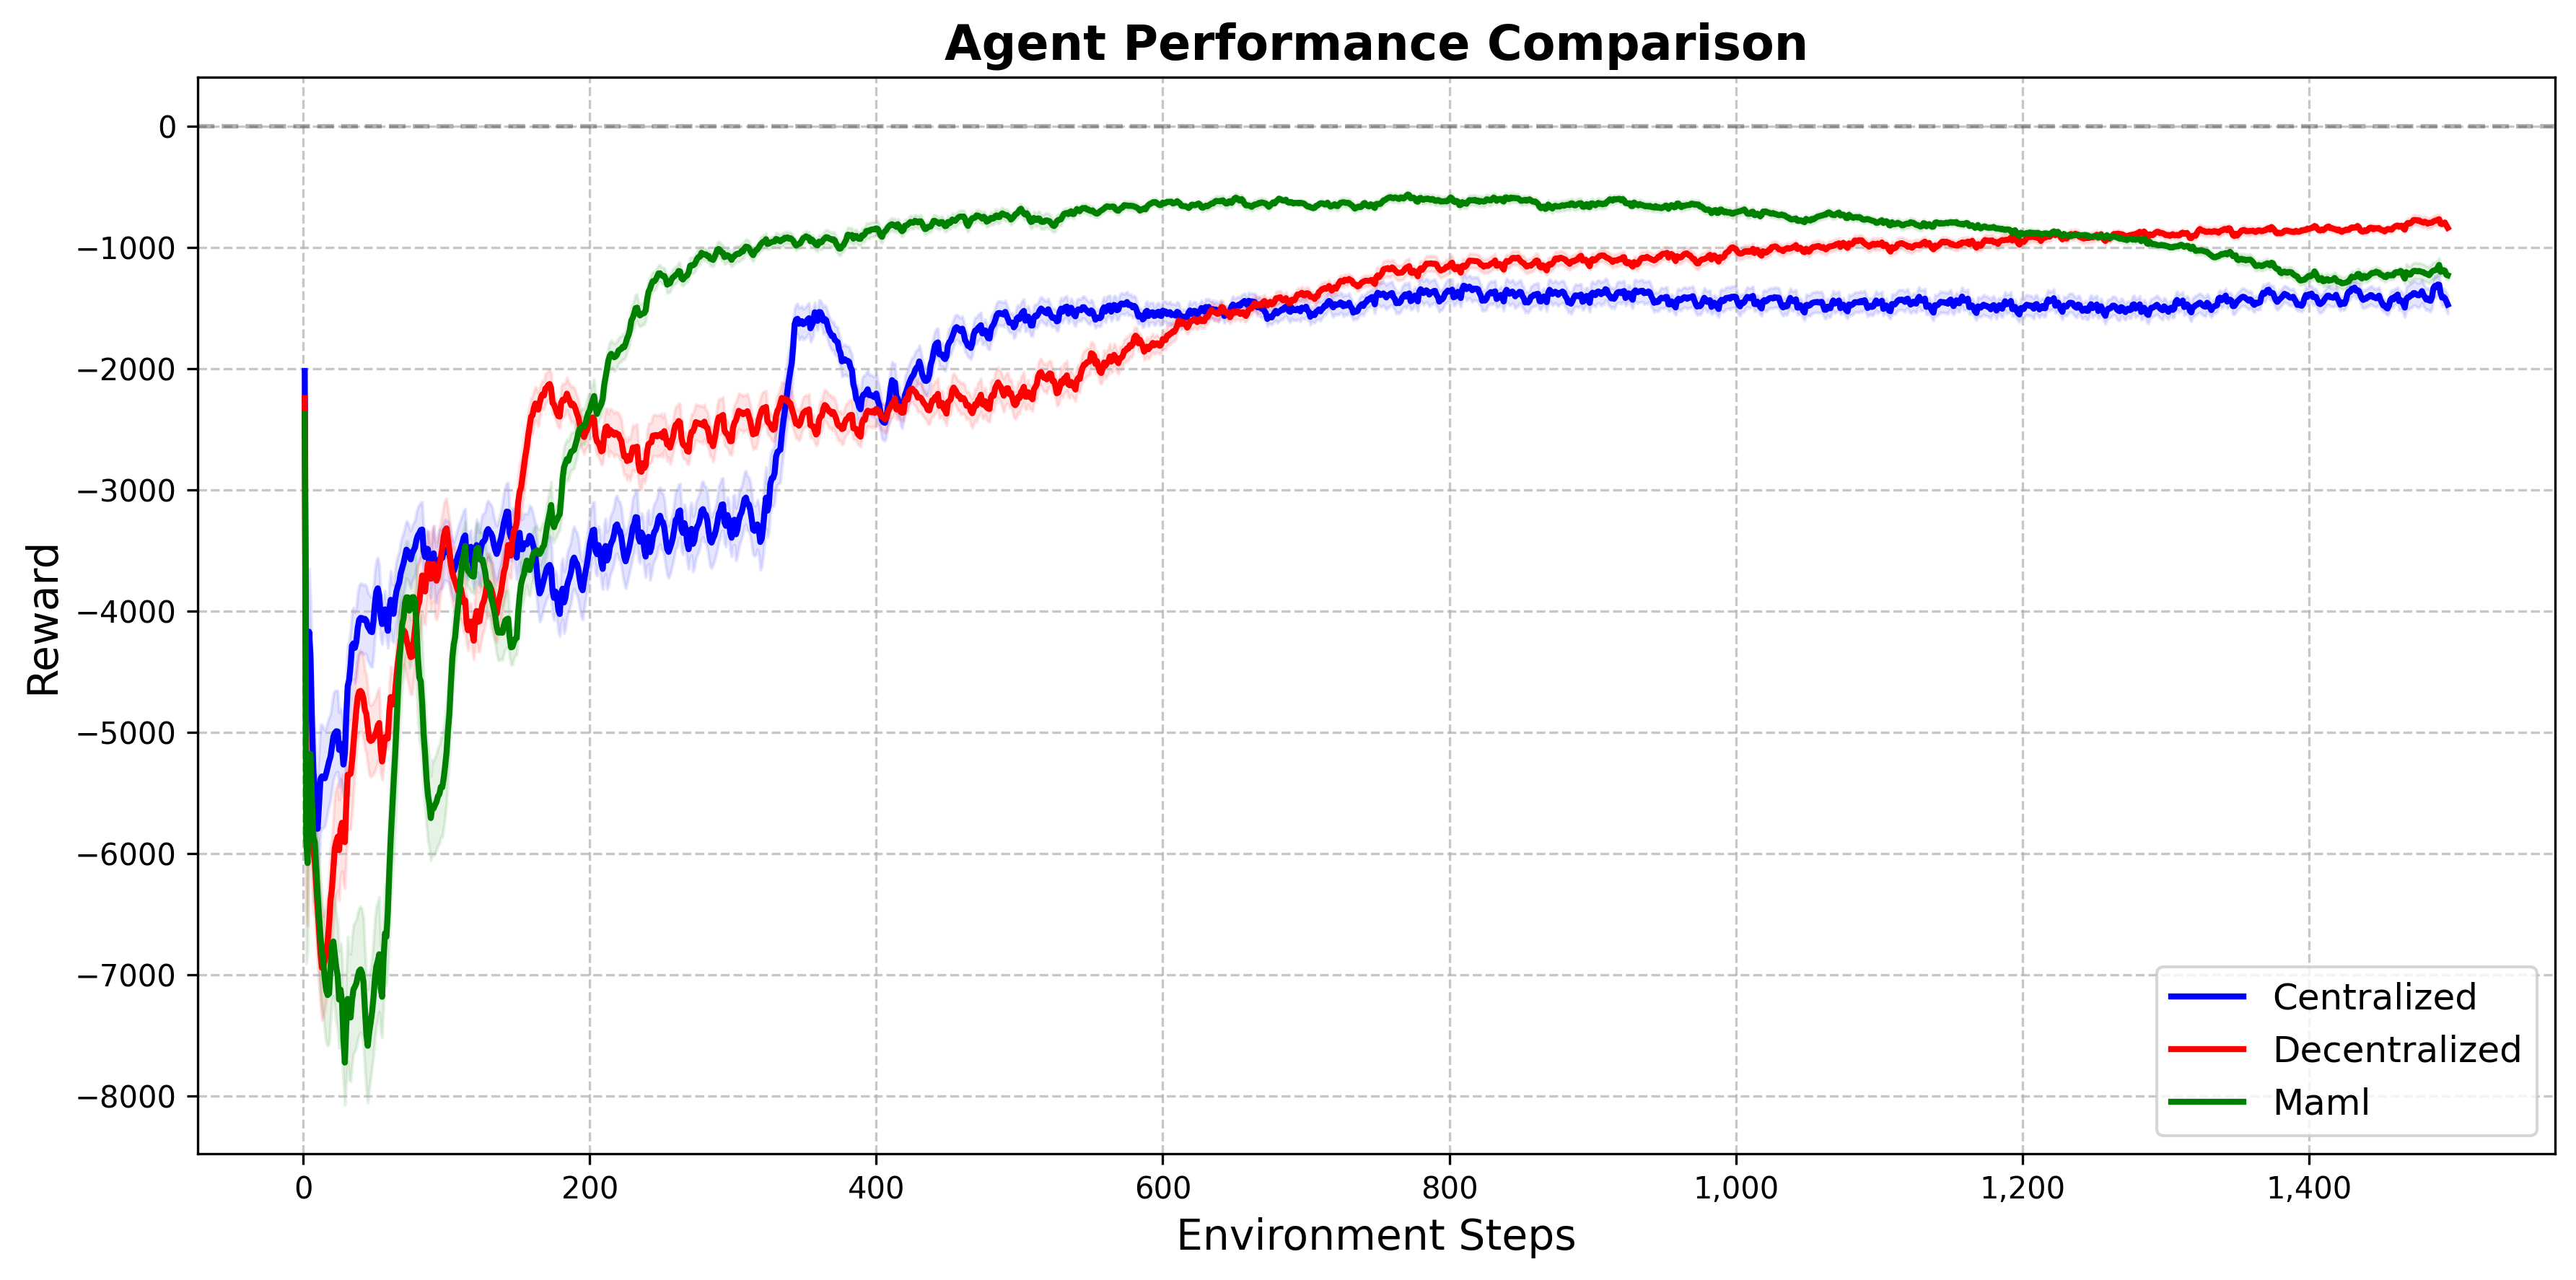 Agent Performance Comparison
Reward
0
−1000
−2000
−3000
−4000
−5000
−6000
−7000
−8000
0
200
400
600
800
1,000
1,200
1,400
Environment Steps
Centralized
Decentralized
Maml